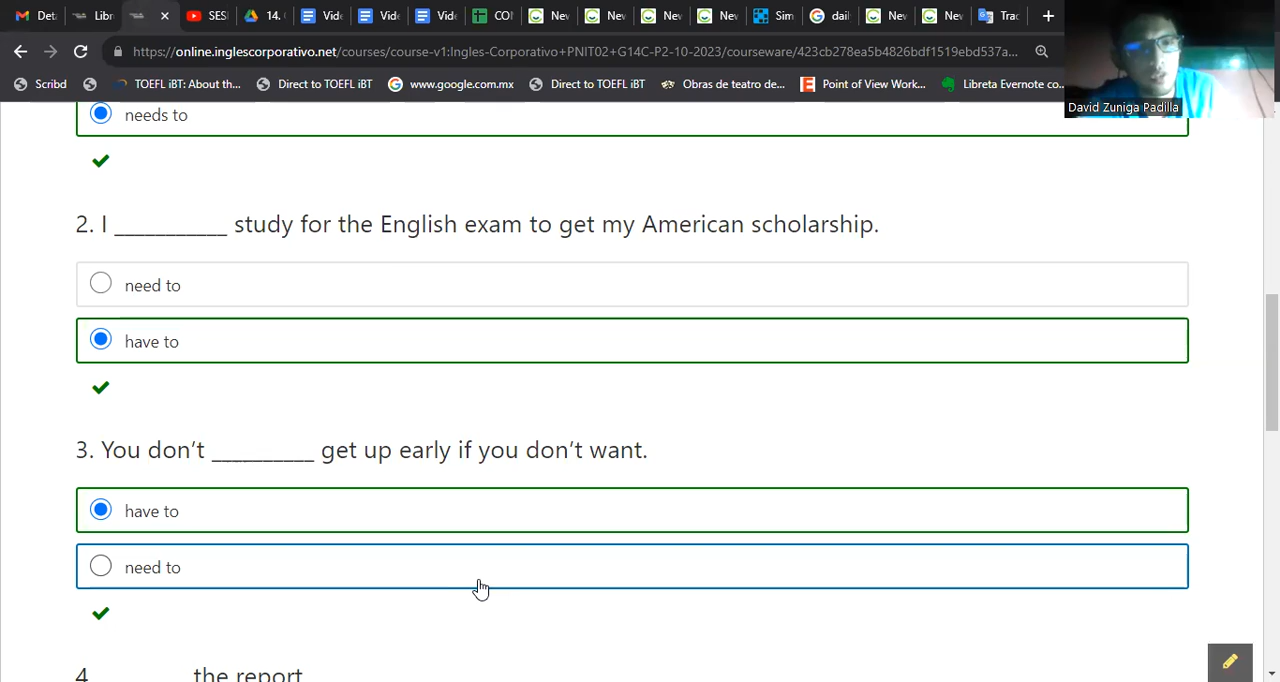 Det
Libr
SES
14.
Vide
Vide
Vide
CO
Nev
Nev
Nev
Nev
Sim
dail
Nev
Nev
Trac
https://online.inglescorporativo.net/courses/course-v1:Ingles-Corporativo+PNIT02+G14C-P2-10-2023/courseware/423cb278ea5b4826bdf1519ebd537a...
Scribd
TOEFL iBT: About th...
Direct to TOEFL iBT
www.google.com.mx
Direct to TOEFL iBT
Obras de teatro de...
Point of View Work...
Libreta Evernote co...
David Zuniga Padilla
needs to
2. I ___________ study for the English exam to get my American scholarship.
need to
have to
3. You don’t __________ get up early if you don’t want.
have to
need to
4. __________ the report